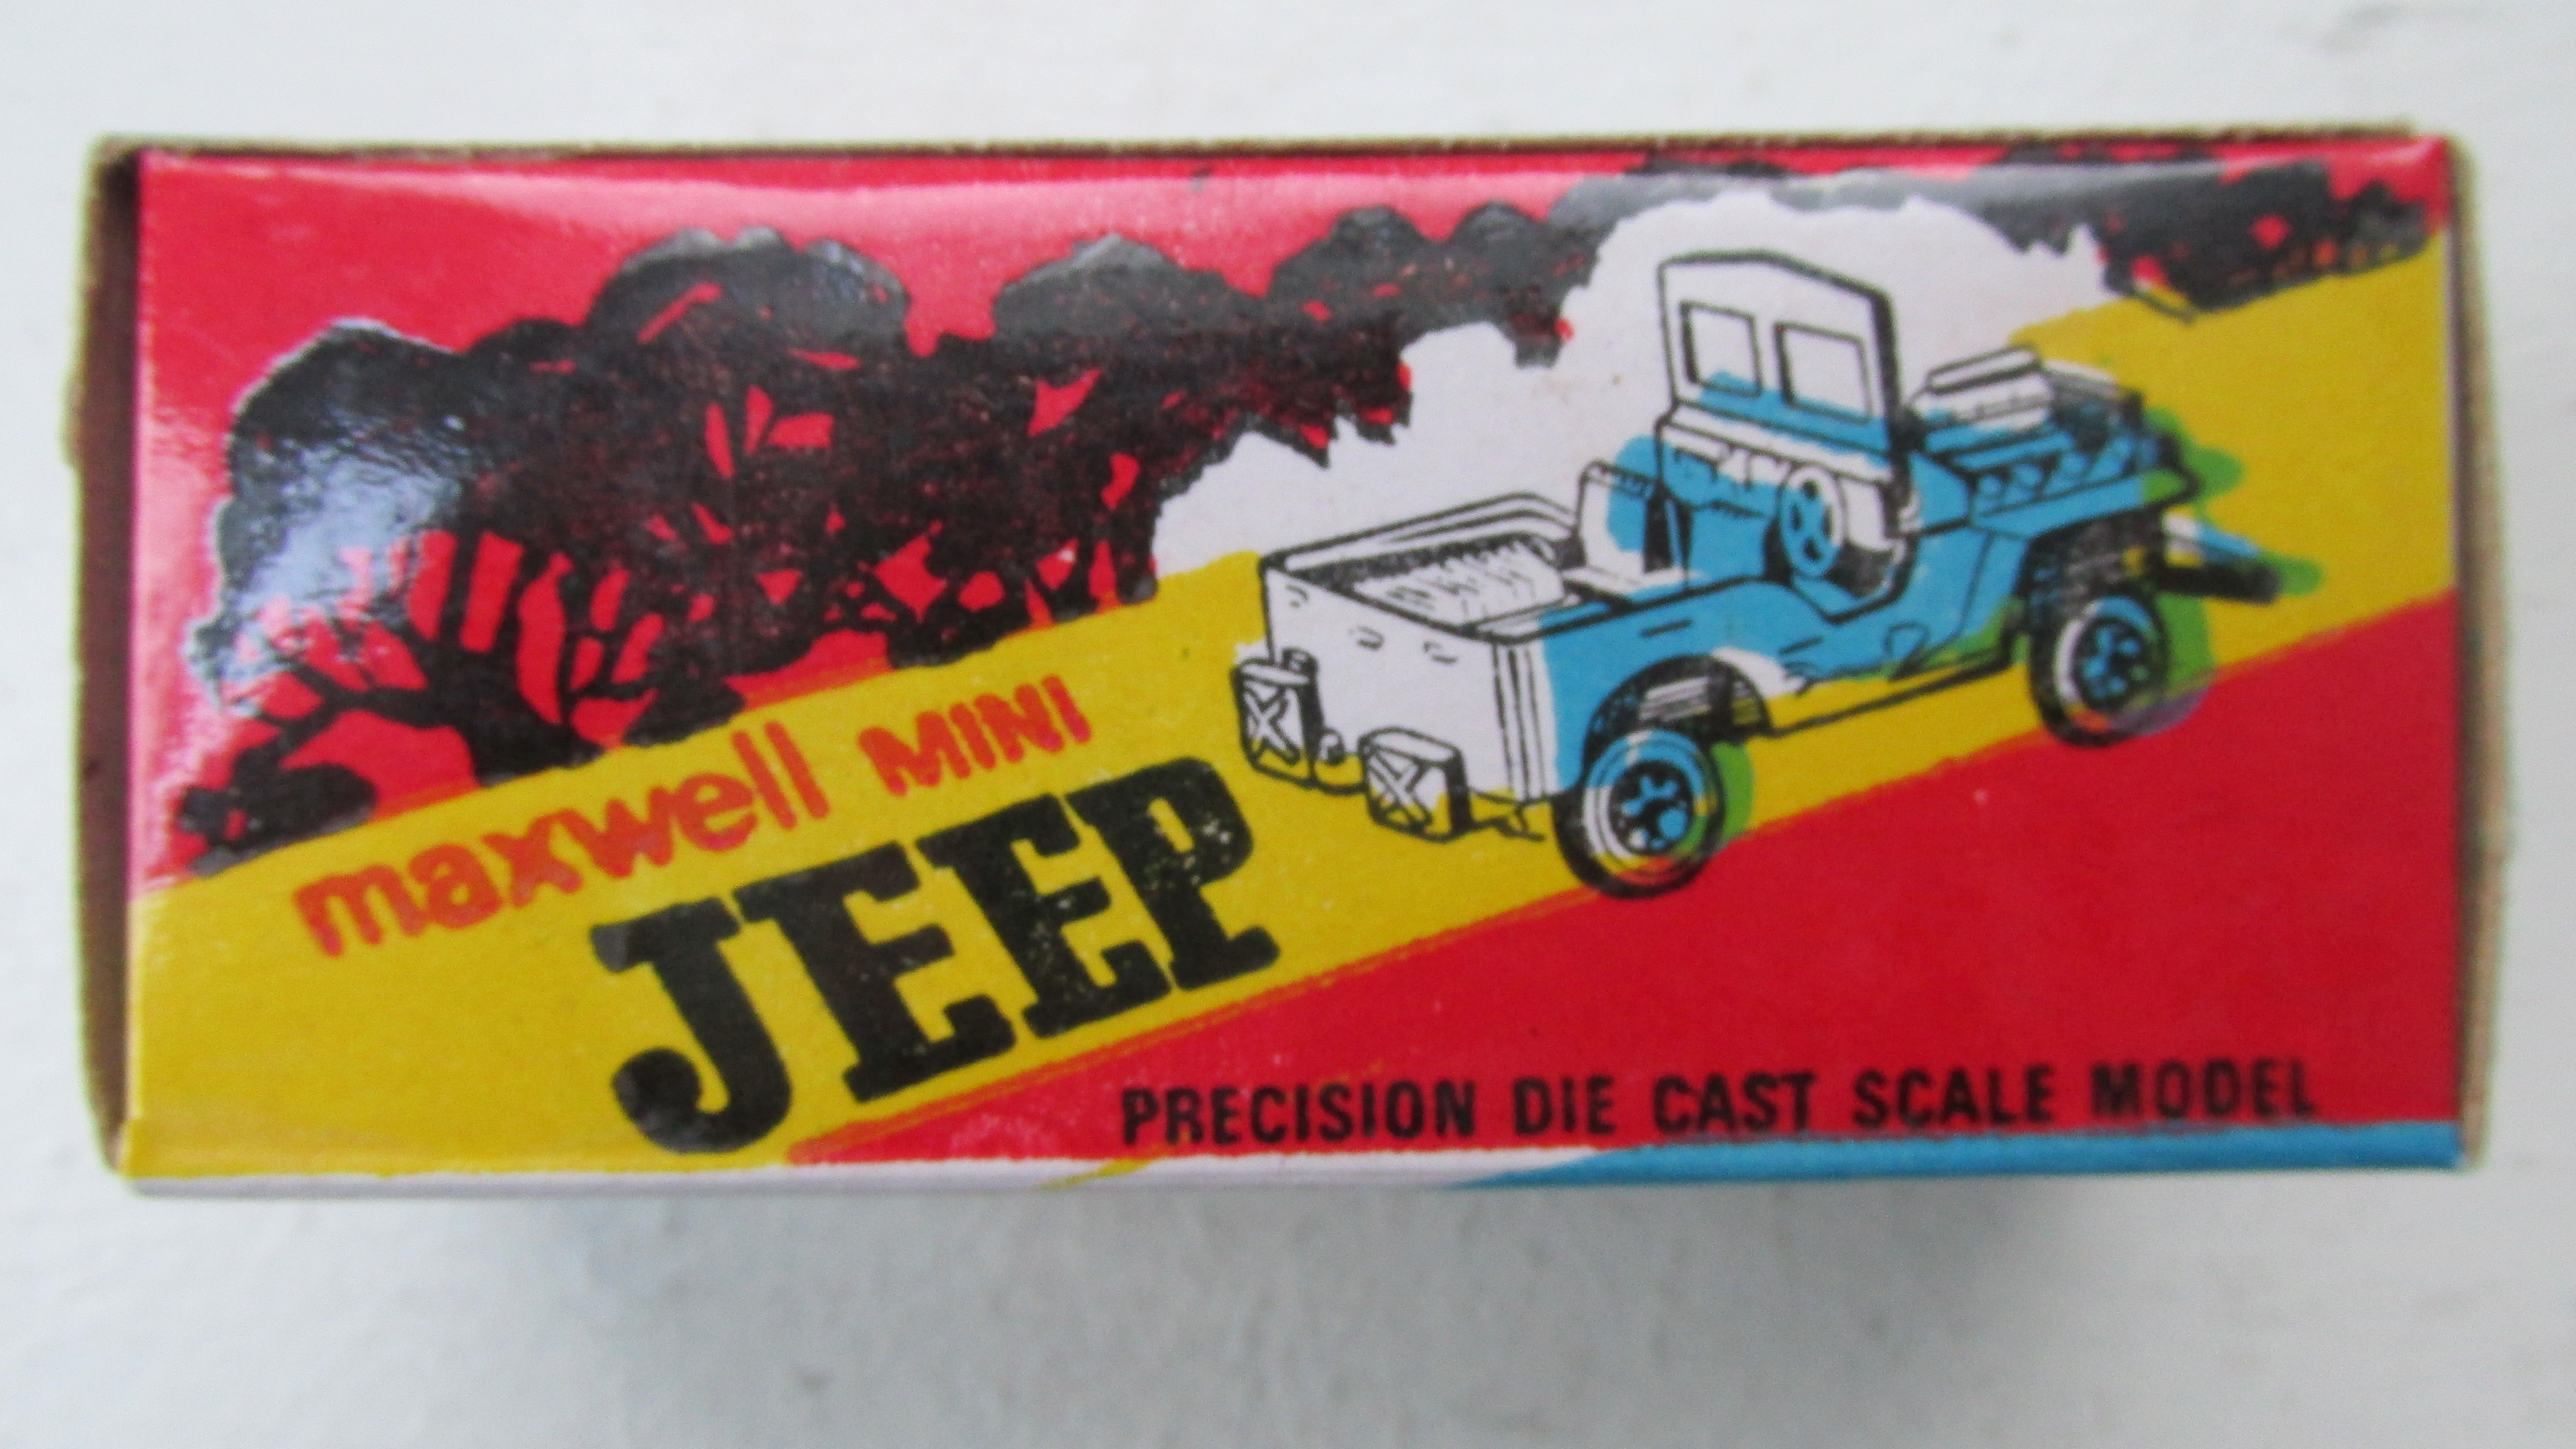 maxwell MINI
JEEP
PRECISION DIE CAST SCALE MODEL